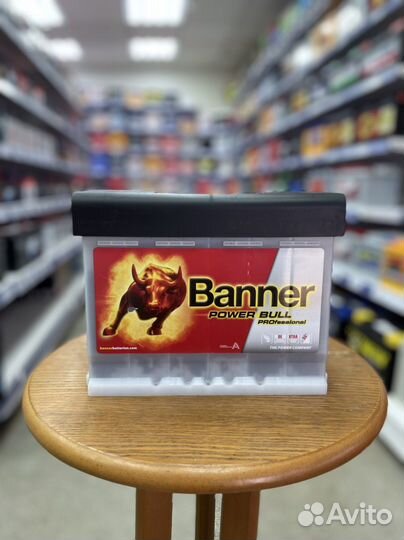 Banner
POWER BULL
PROfessional
bannerbatterien.com
A
THE POWER COMPANY
Avito